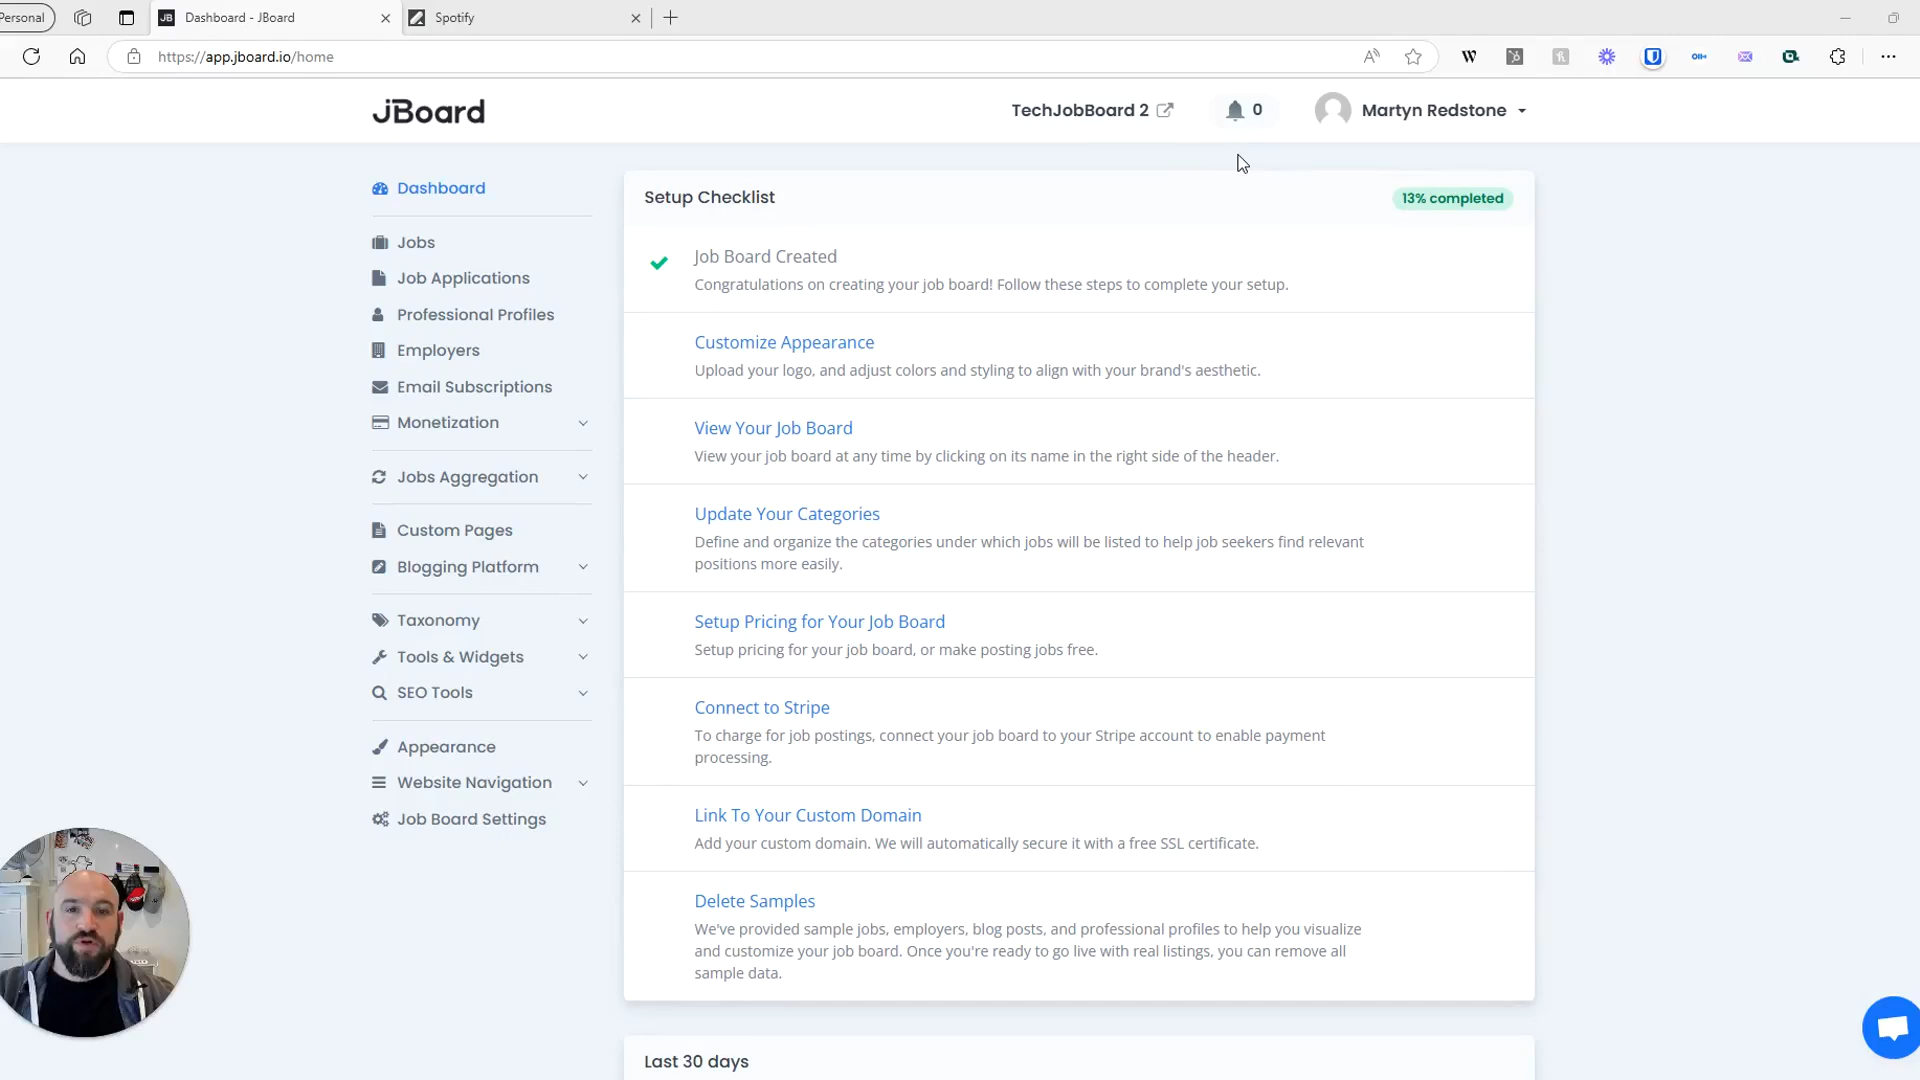 Personal
Dashboard - JBoard
Spotify
https://app.jboard.io/home
JBoard
TechJobBoard 2
0
Martyn Redstone
Dashboard
Jobs
Job Applications
Professional Profiles
Employers
Email Subscriptions
Monetization
Jobs Aggregation
Custom Pages
Blogging Platform
Taxonomy
Tools & Widgets
SEO Tools
Appearance
Website Navigation
Job Board Settings
Setup Checklist
13% completed
Job Board Created
Congratulations on creating your job board! Follow these steps to complete your setup.
Customize Appearance
Upload your logo, and adjust colors and styling to align with your brand's aesthetic.
View Your Job Board
View your job board at any time by clicking on its name in the right side of the header.
Update Your Categories
Define and organize the categories under which jobs will be listed to help job seekers find relevant
positions more easily.
Setup Pricing for Your Job Board
Setup pricing for your job board, or make posting jobs free.
Connect to Stripe
To charge for job postings, connect your job board to your Stripe account to enable payment
processing.
Link To Your Custom Domain
Add your custom domain. We will automatically secure it with a free SSL certificate.
Delete Samples
We've provided sample jobs, employers, blog posts, and professional profiles to help you visualize
and customize your job board. Once you're ready to go live with real listings, you can remove all
sample data.
Last 30 days